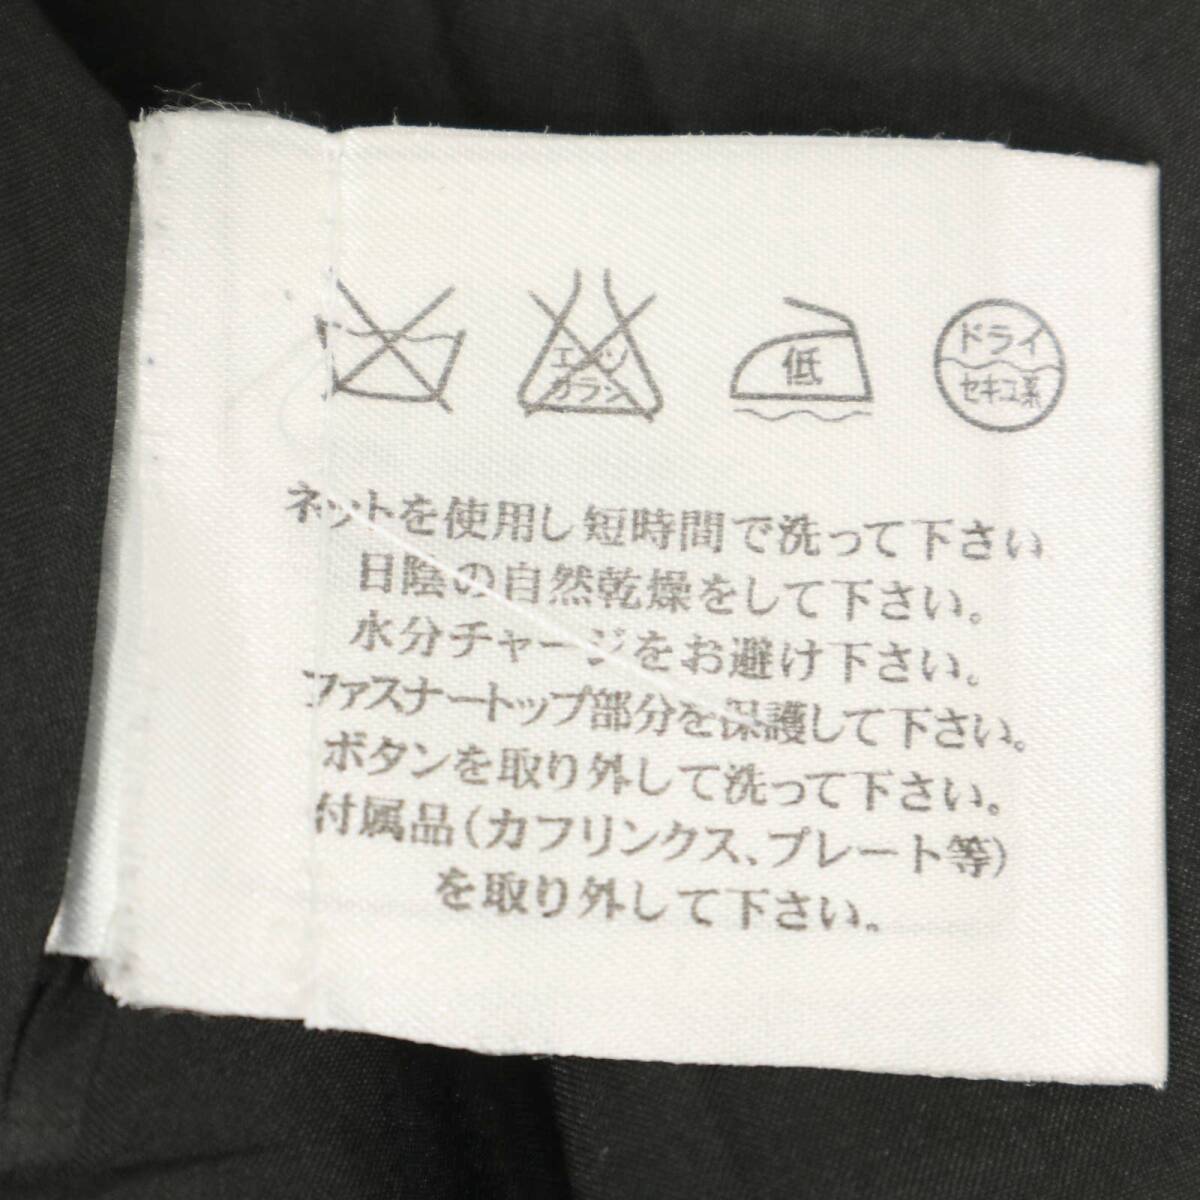 エンソ
サラシ
低
ドライ
セキユ系
ネットを使用し短時間で洗って下さい
日陰の自然乾燥をして下さい。
水分チャージをお避け下さい。
ファスナートップ部分を保護して下さい。
ボタンを取り外して洗って下さい。
付属品(カフリンクス、プレート等)
を取り外して下さい。